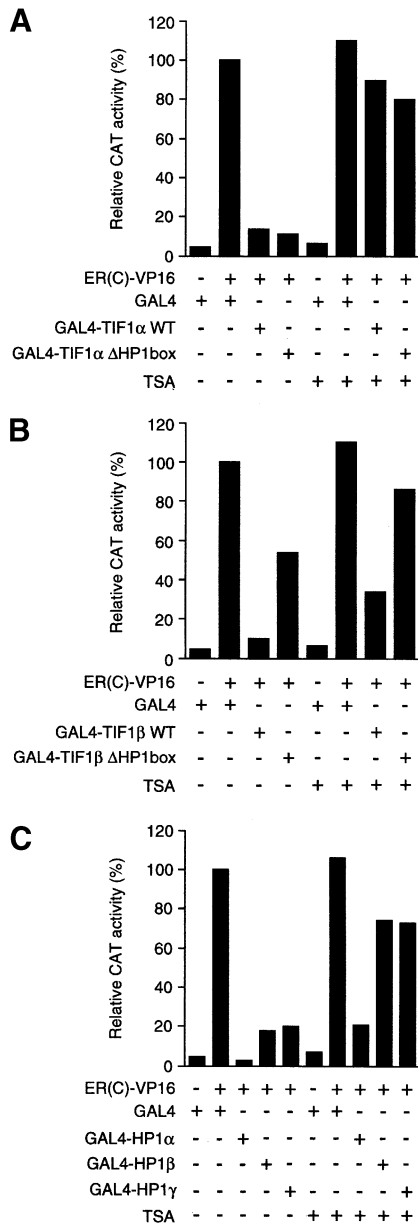 A
Relative CAT activity (%)
120
100
80
60
40
20
0
ER(C)-VP16 - + + + - + + +
GAL4 + + - - + + - -
GAL4-TIF1α WT - - + - - - + -
GAL4-TIF1α ΔHP1box - - - + - - - +
TSA - - - - + + + +
B
Relative CAT activity (%)
120
100
80
60
40
20
0
ER(C)-VP16 - + + + - + + +
GAL4 + + - - + + - -
GAL4-TIF1β WT - - + - - - + -
GAL4-TIF1β ΔHP1box - - - + - - - +
TSA - - - - + + + +
C
Relative CAT activity (%)
120
100
80
60
40
20
0
ER(C)-VP16 - + + + + - + + + +
GAL4 + + - - - + + - - -
GAL4-HP1α - - + - - - - + - -
GAL4-HP1β - - - + - - - - + -
GAL4-HP1γ - - - - + - - - - +
TSA - - - - - + + + + +